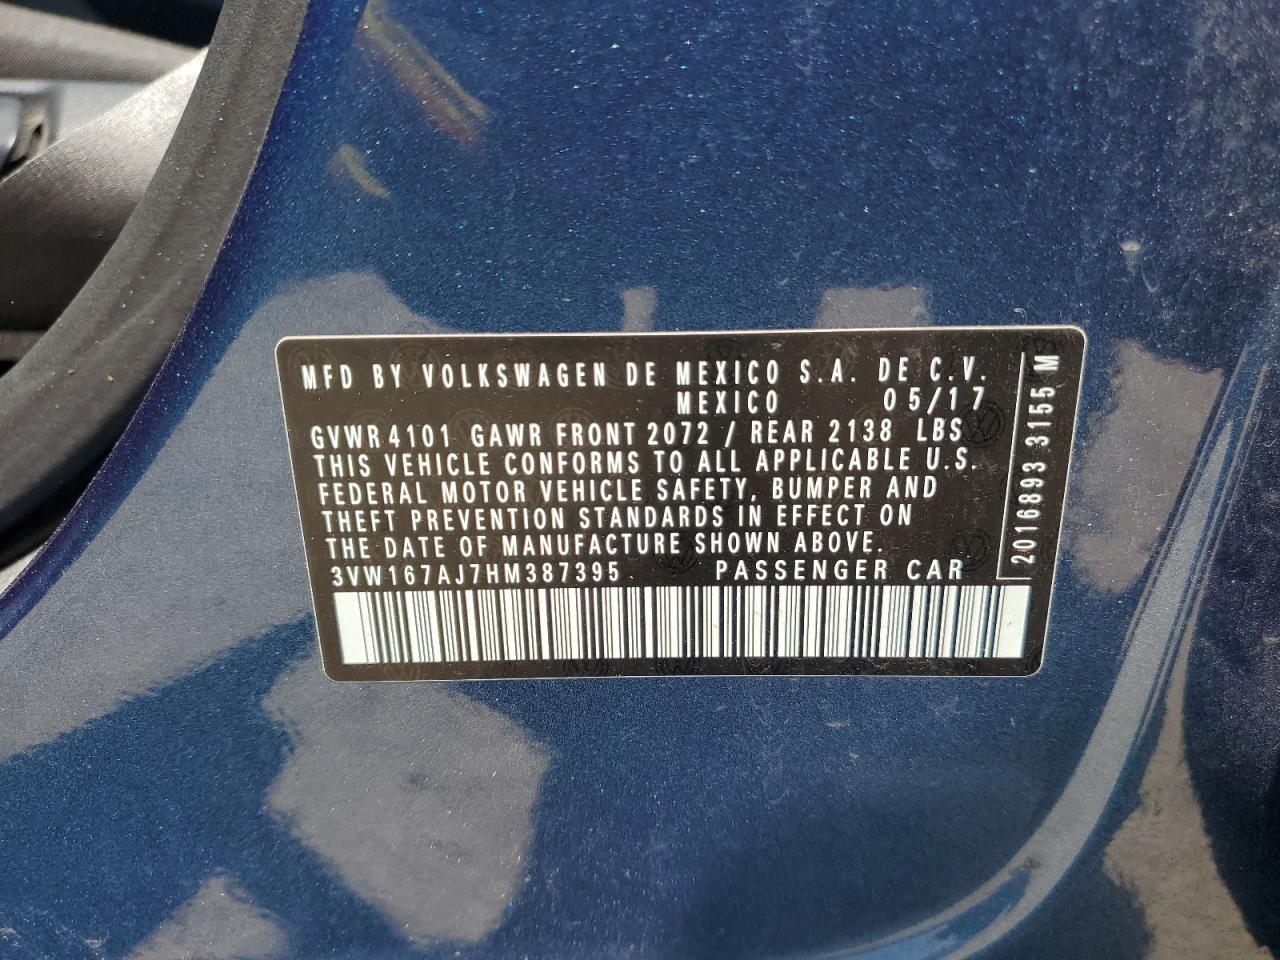 MFD BY VOLKSWAGEN DE MEXICO S.A. DE C.V.
MEXICO 05/17
GVWR 4101 GAWR FRONT 2072 / REAR 2138 LBS
THIS VEHICLE CONFORMS TO ALL APPLICABLE U.S.
FEDERAL MOTOR VEHICLE SAFETY, BUMPER AND
THEFT PREVENTION STANDARDS IN EFFECT ON
THE DATE OF MANUFACTURE SHOWN ABOVE.
3VW167AJ7HM387395 PASSENGER CAR
2016893 3155 M